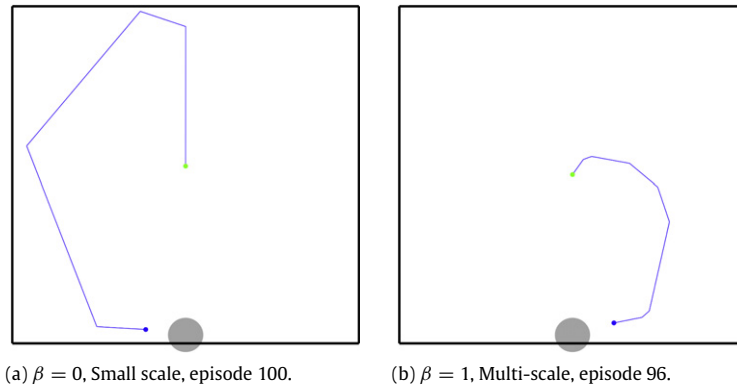 (a) β = 0, Small scale, episode 100.
(b) β = 1, Multi-scale, episode 96.